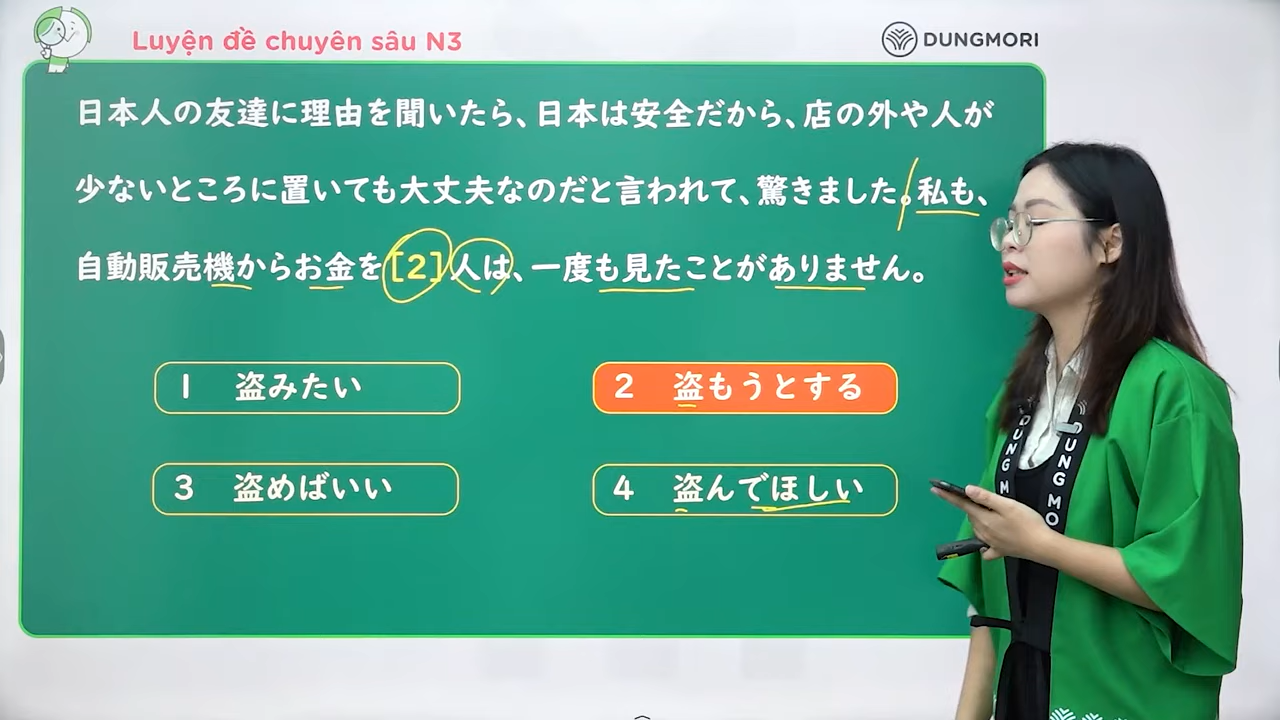 Luyện đề chuyên sâu N3
DUNGMORI
日本人の友達に理由を聞いたら、日本は安全だから、店の外や人が
少ないところに置いても大丈夫なのだと言われて、驚きました。私も、
自動販売機からお金を[2]人は、一度も見たことがありません。
1 盗みたい
2 盗もうとする
3 盗めばいい
4 盗んでほしい
DUNG M
DUNG MO